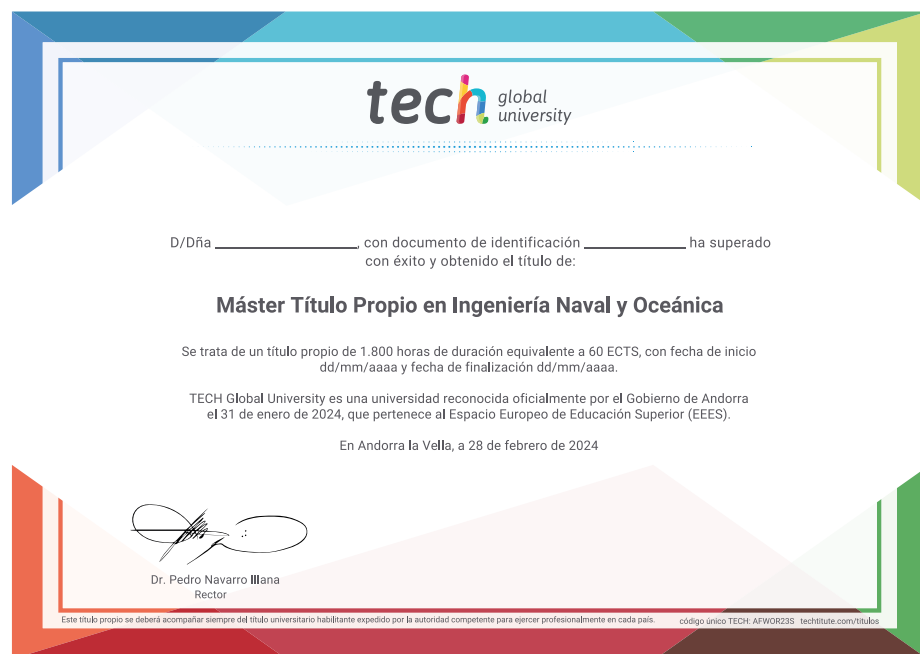 tech global university
D/Dña ______________, con documento de identificación ______________ ha superado
con éxito y obtenido el título de:
Máster Título Propio en Ingeniería Naval y Oceánica
Se trata de un título propio de 1.800 horas de duración equivalente a 60 ECTS, con fecha de inicio
dd/mm/aaaa y fecha de finalización dd/mm/aaaa.
TECH Global University es una universidad reconocida oficialmente por el Gobierno de Andorra
el 31 de enero de 2024, que pertenece al Espacio Europeo de Educación Superior (EEES).
En Andorra la Vella, a 28 de febrero de 2024
Dr. Pedro Navarro Illana
Rector
Este título propio se deberá acompañar siempre del título universitario habilitante expedido por la autoridad competente para ejercer profesionalmente en cada país. código único TECH: AFWOR23S techtitute.com/títulos